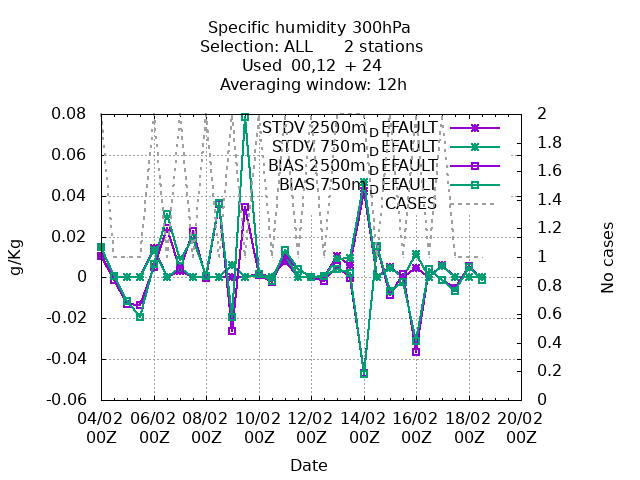 Specific humidity 300hPa
Selection: ALL      2 stations
Used  00,12  + 24
Averaging window: 12h
STDV 2500m_DEFAULT
STDV 750m_DEFAULT
BIAS 2500m_DEFAULT
BIAS 750m_DEFAULT
CASES
g/Kg
0.08
0.06
0.04
0.02
0
-0.02
-0.04
-0.06
No cases
2
1.8
1.6
1.4
1.2
1
0.8
0.6
0.4
0.2
0
04/02 06/02 08/02 10/02 12/02 14/02 16/02 18/02 20/02
00Z 00Z 00Z 00Z 00Z 00Z 00Z 00Z 00Z
Date